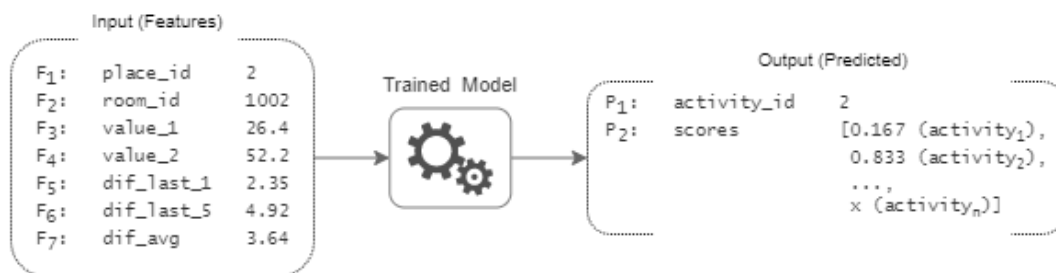 Input (Features)
F1: place_id 2
F2: room_id 1002
F3: value_1 26.4
F4: value_2 52.2
F5: dif_last_1 2.35
F6: dif_last_5 4.92
F7: dif_avg 3.64
Trained Model
Output (Predicted)
P1: activity_id 2
P2: scores [0.167 (activity1),
0.833 (activity2),
...,
x (activityn)]